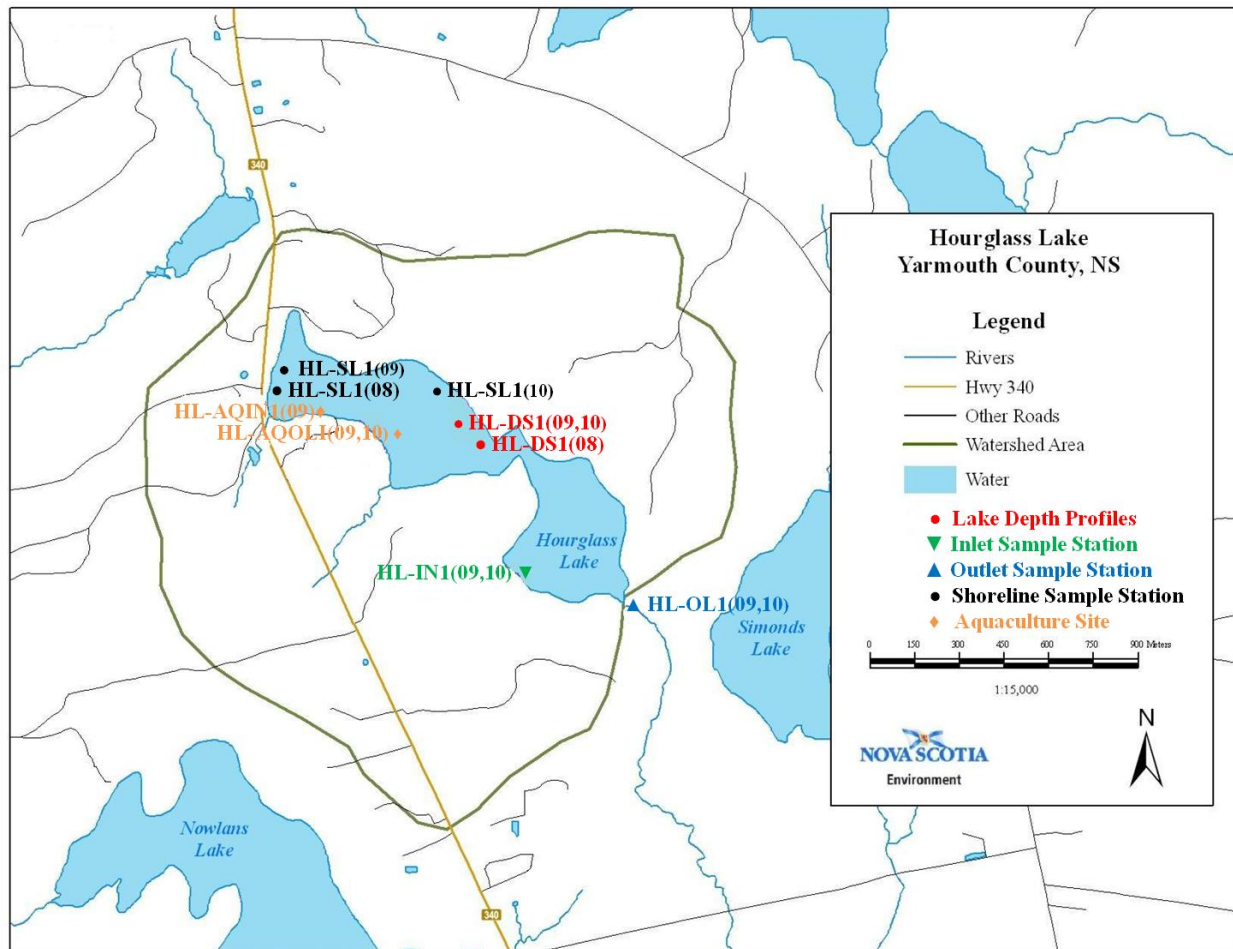 340
HL-SL1(09)
HL-SL1(08)
HL-SL1(10)
HL-AQIN1(09)
HL-AQOL1(09,10)
HL-DS1(09,10)
HL-DS1(08)
Hourglass
Lake
HL-IN1(09,10)
HL-OL1(09,10)
Simonds
Lake
Nowlans
Lake
340
Hourglass Lake
Yarmouth County, NS
Legend
Rivers
Hwy 340
Other Roads
Watershed Area
Water
Lake Depth Profiles
Inlet Sample Station
Outlet Sample Station
Shoreline Sample Station
Aquaculture Site
0 150 300 450 600 750 900 Meters
1:15,000
N
NOVA SCOTIA
Environment